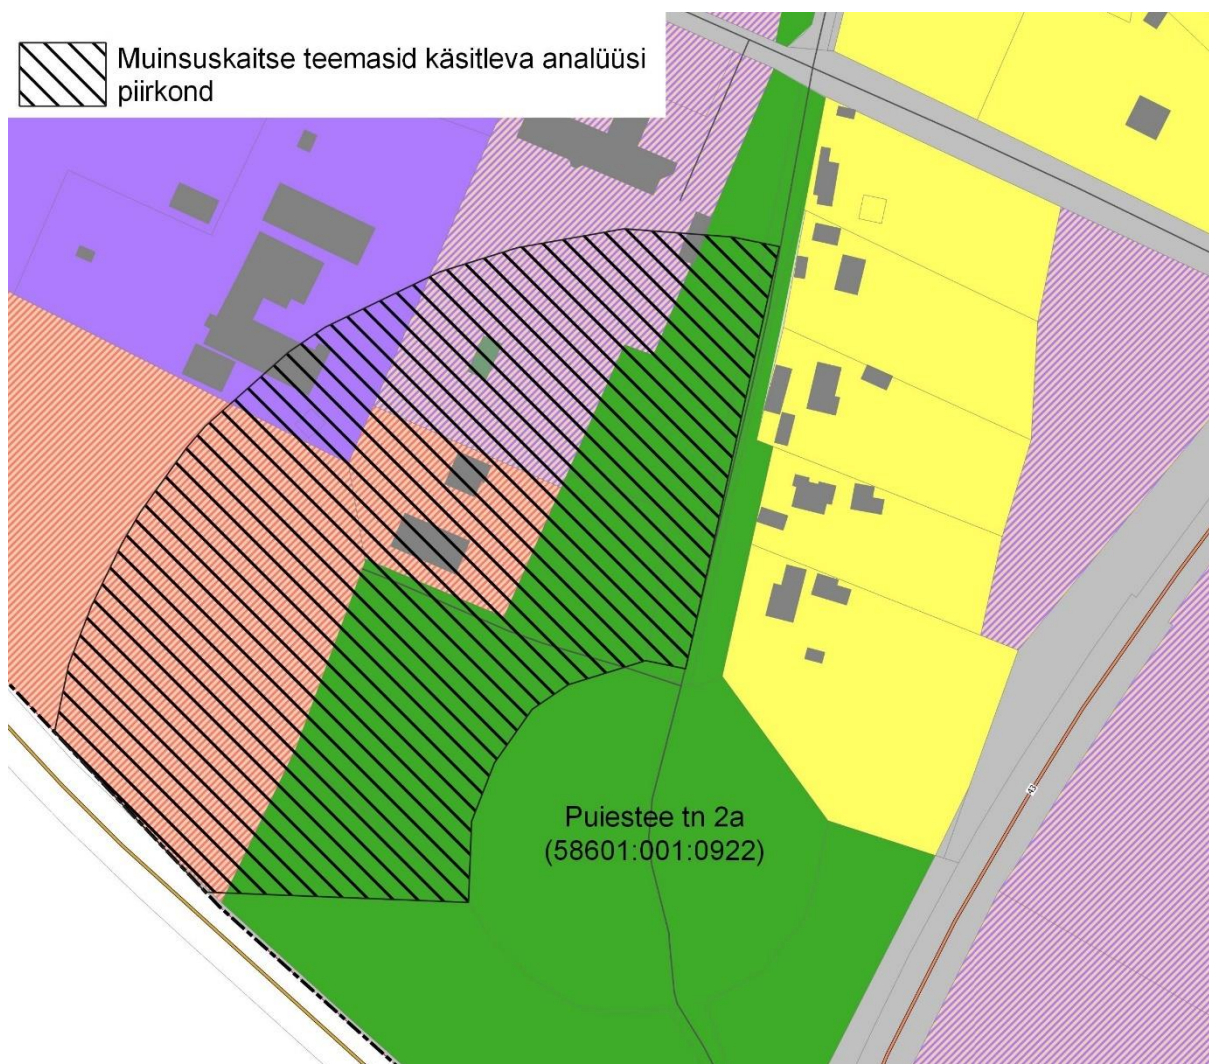 Muinsuskaitse teemasid käsitleva analüüsi
piirkond
Puiestee tn 2a
(58601:001:0922)
43